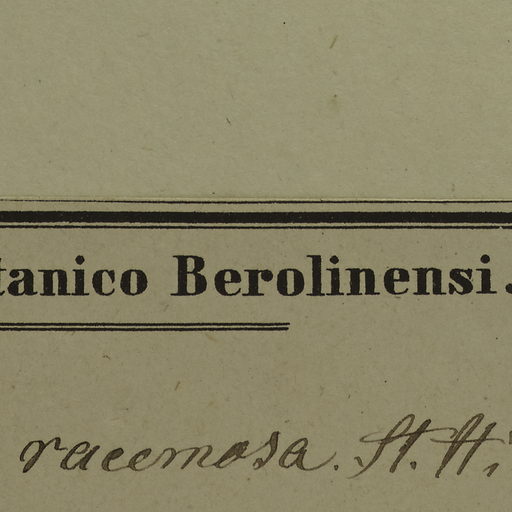 tanico Berolinensi.
racemosa. St. H.